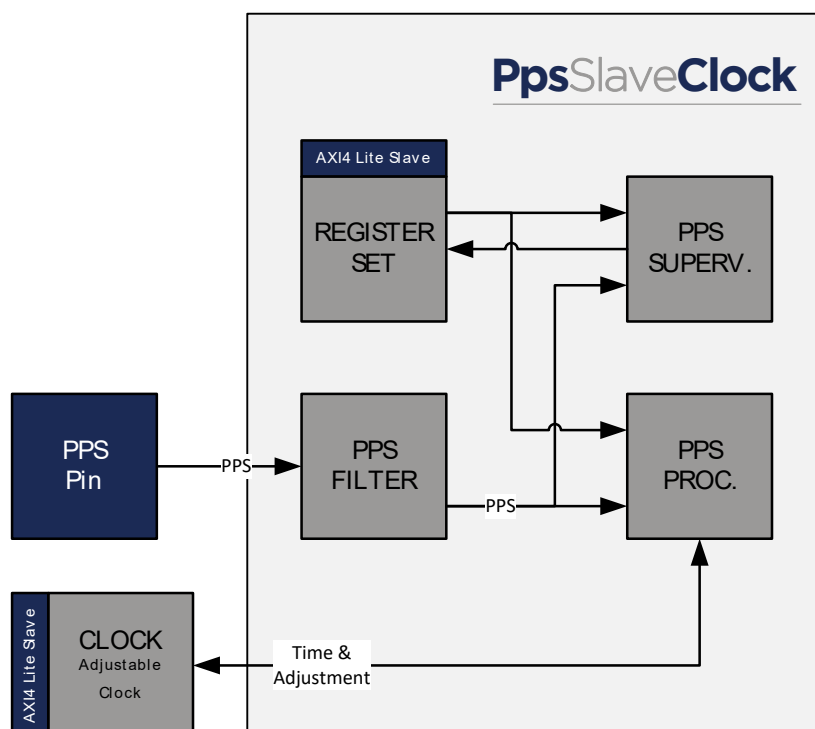 PpsSlaveClock
AXI4 Lite Slave
REGISTER
SET
PPS
SUPERV.
PPS
Pin
PPS
PPS
FILTER
PPS
PPS
PROC.
AXI4 Lite Slave
CLOCK
Adjustable
Clock
Time &
Adjustment